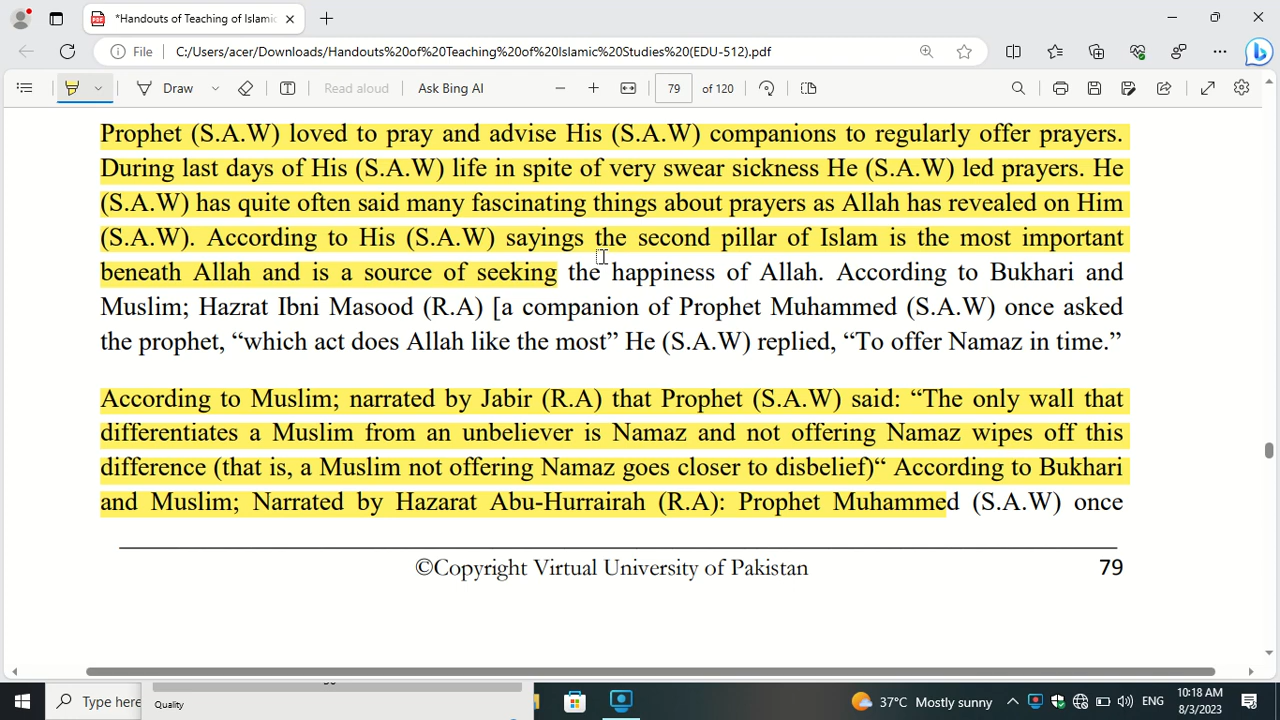 *Handouts of Teaching of Islamic
File C:/Users/acer/Downloads/Handouts%20of%20Teaching%20of%20Islamic%20Studies%20(EDU-512).pdf
Draw Read aloud Ask Bing AI 79 of 120
Prophet (S.A.W) loved to pray and advise His (S.A.W) companions to regularly offer prayers.
During last days of His (S.A.W) life in spite of very swear sickness He (S.A.W) led prayers. He
(S.A.W) has quite often said many fascinating things about prayers as Allah has revealed on Him
(S.A.W). According to His (S.A.W) sayings the second pillar of Islam is the most important
beneath Allah and is a source of seeking the happiness of Allah. According to Bukhari and
Muslim; Hazrat Ibni Masood (R.A) [a companion of Prophet Muhammed (S.A.W) once asked
the prophet, “which act does Allah like the most” He (S.A.W) replied, “To offer Namaz in time.”
According to Muslim; narrated by Jabir (R.A) that Prophet (S.A.W) said: “The only wall that
differentiates a Muslim from an unbeliever is Namaz and not offering Namaz wipes off this
difference (that is, a Muslim not offering Namaz goes closer to disbelief)“ According to Bukhari
and Muslim; Narrated by Hazarat Abu-Hurrairah (R.A): Prophet Muhammed (S.A.W) once
©Copyright Virtual University of Pakistan 79
Type here
Quality
37°C Mostly sunny ENG 10:18 AM
8/3/2023